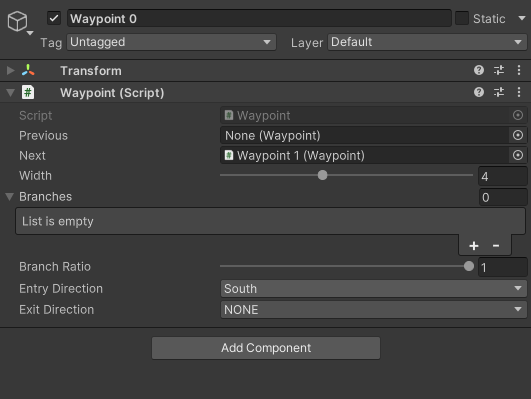 Waypoint 0 Static
Tag Untagged Layer Default
Transform
# Waypoint (Script)
Script # Waypoint
Previous None (Waypoint)
Next # Waypoint 1 (Waypoint)
Width 4
Branches 0
List is empty
+ -
Branch Ratio 1
Entry Direction South
Exit Direction NONE
Add Component